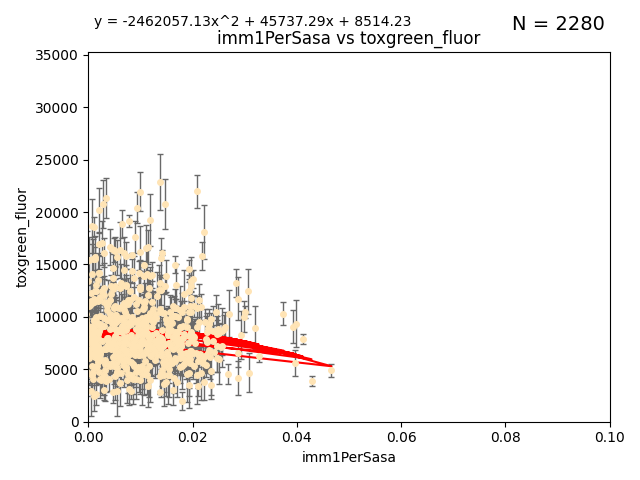 y = -2462057.13x^2 + 45737.29x + 8514.23
N = 2280
imm1PerSasa vs toxgreen_fluor
35000
30000
25000
20000
15000
10000
5000
0
toxgreen_fluor
0.00
0.02
0.04
0.06
0.08
0.10
imm1PerSasa